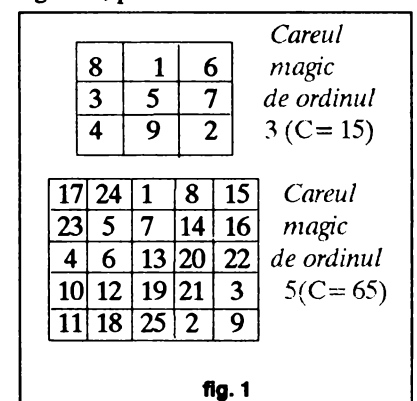 8 1 6
3 5 7
4 9 2
Careul
magic
de ordinul
3 (C= 15)
17 24 1 8 15
23 5 7 14 16
4 6 13 20 22
10 12 19 21 3
11 18 25 2 9
Careul
magic
de ordinul
5(C= 65)
fig. 1